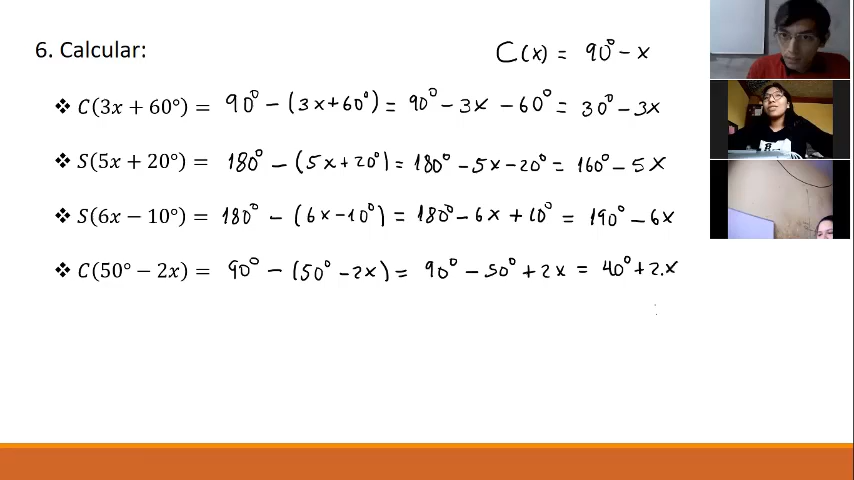 6. Calcular:
C(x) = 90° - x
❖ C(3x + 60°) = 90° - (3x+60°) = 90° - 3x - 60° = 30° - 3x
❖ S(5x + 20°) = 180° - (5x+20°) = 180° - 5x - 20° = 160° - 5x
❖ S(6x − 10°) = 180° - (6x-10°) = 180° - 6x + 10° = 190° - 6x
❖ C(50° − 2x) = 90° - (50° - 2x) = 90° - 50° + 2x = 40° + 2x